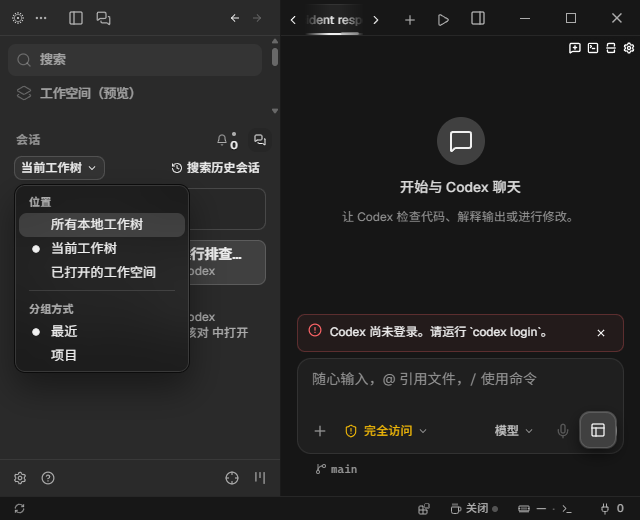 ident resp
搜索
工作空间（预览）
会话
0
当前工作树
搜索历史会话
位置
所有本地工作树
当前工作树
已打开的工作空间
分组方式
最近
项目
行排查...
odex
odex
核对 中打开
开始与 Codex 聊天
让 Codex 检查代码、解释输出或进行修改。
Codex 尚未登录。请运行 `codex login`。
随心输入，@ 引用文件，/ 使用命令
完全访问
模型
main
关闭
— ·
0